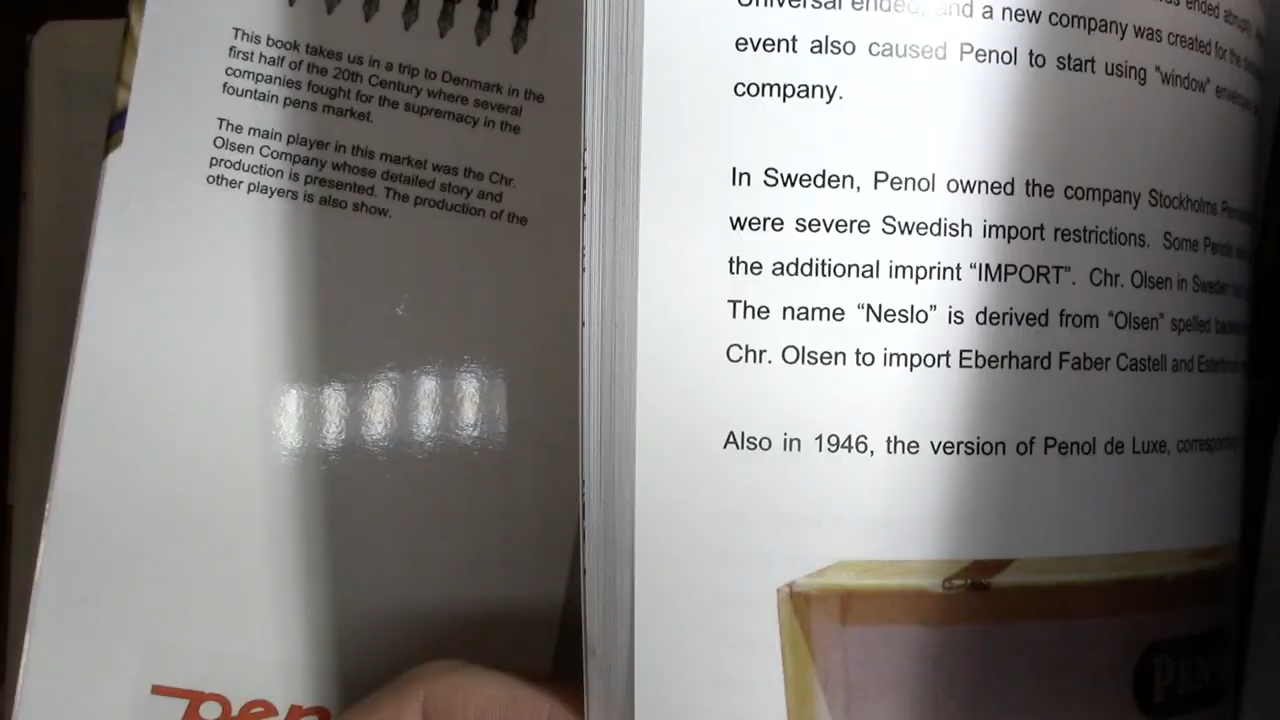 This book takes us in a trip to Denmark in the
first half of the 20th Century where several
companies fought for the supremacy in the
fountain pens market.
The main player in this market was the Chr.
Olsen Company whose detailed story and
production is presented. The production of the
other players is also show.
pen
Universal ended, and a new company was created for the
event also caused Penol to start using "window"
company.
In Sweden, Penol owned the company Stockholms
were severe Swedish import restrictions. Some
the additional imprint “IMPORT”. Chr. Olsen in Sweden
The name “Neslo” is derived from “Olsen” spelled
Chr. Olsen to import Eberhard Faber Castell and
Also in 1946, the version of Penol de Luxe,
PEN